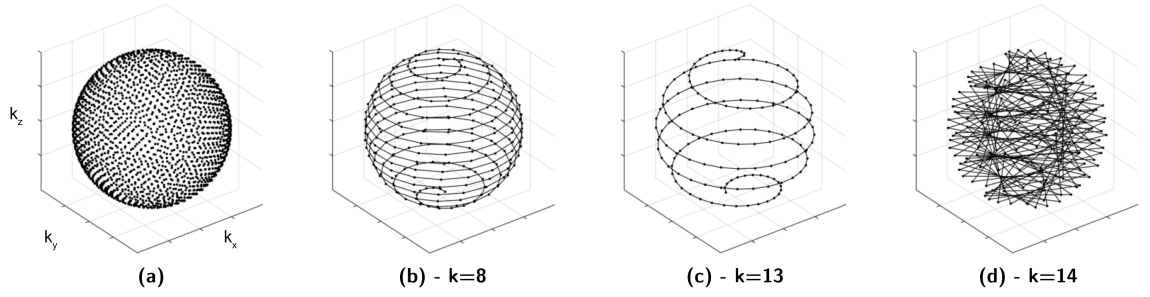 k_z
k_y
k_x
(a)
(b) - k=8
(c) - k=13
(d) - k=14